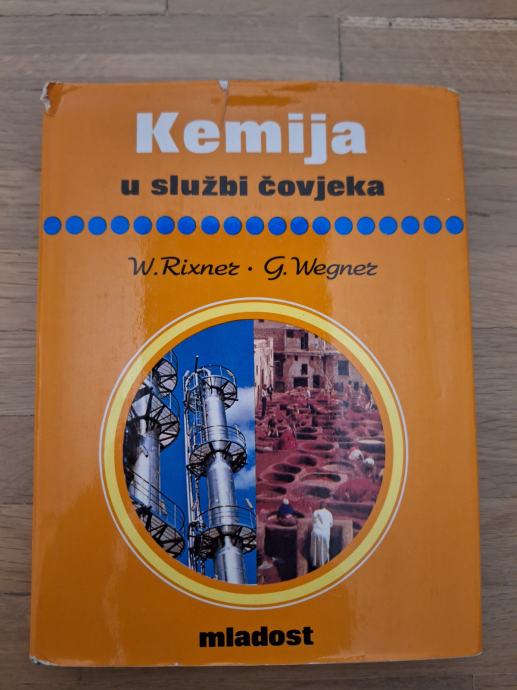 Kemija
u službi čovjeka
W. Rixner · G. Wegner
mladost